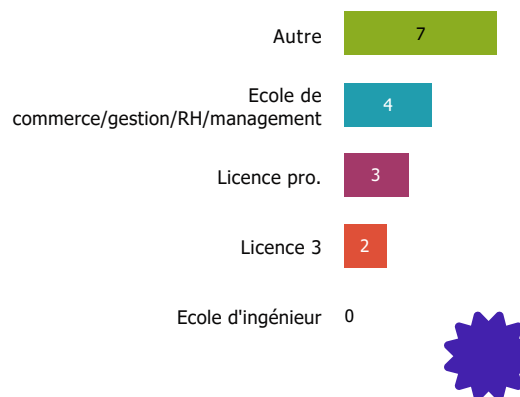 Autre 7
Ecole de
commerce/gestion/RH/management 4
Licence pro. 3
Licence 3 2
Ecole d'ingénieur 0